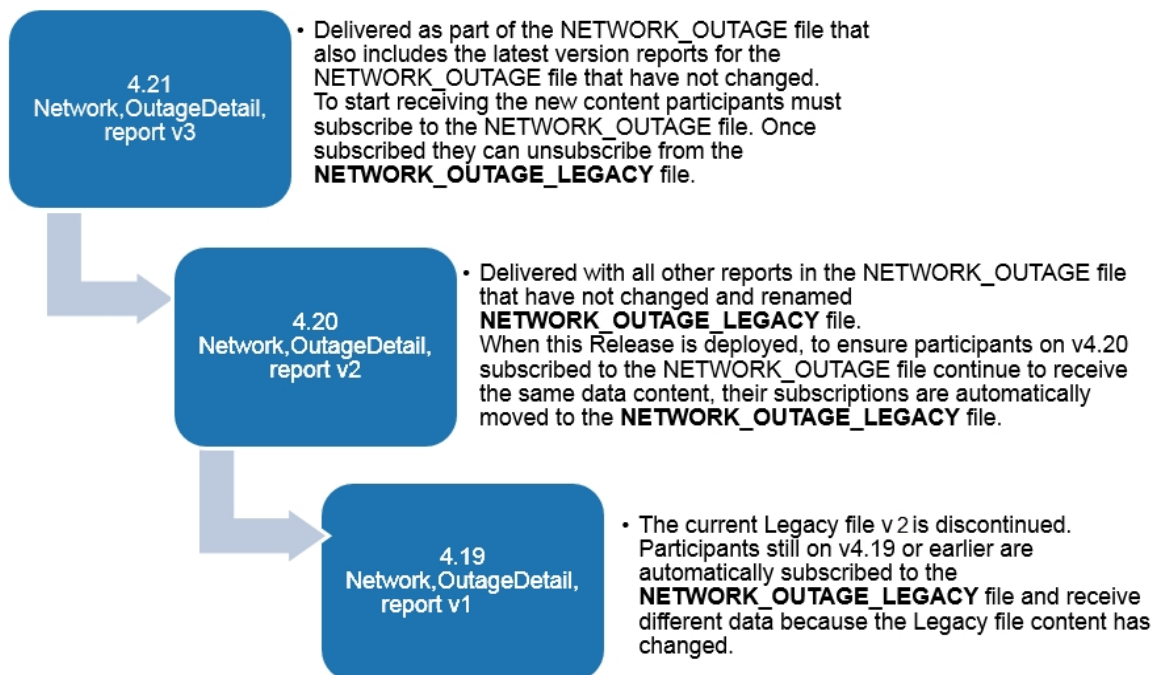 4.21
Network,OutageDetail,
report v3
• Delivered as part of the NETWORK_OUTAGE file that
also includes the latest version reports for the
NETWORK_OUTAGE file that have not changed.
To start receiving the new content participants must
subscribe to the NETWORK_OUTAGE file. Once
subscribed they can unsubscribe from the
NETWORK_OUTAGE_LEGACY file.
4.20
Network,OutageDetail,
report v2
• Delivered with all other reports in the NETWORK_OUTAGE file
that have not changed and renamed
NETWORK_OUTAGE_LEGACY file.
When this Release is deployed, to ensure participants on v4.20
subscribed to the NETWORK_OUTAGE file continue to receive
the same data content, their subscriptions are automatically
moved to the NETWORK_OUTAGE_LEGACY file.
4.19
Network,OutageDetail,
report v1
• The current Legacy file v2 is discontinued.
Participants still on v4.19 or earlier are
automatically subscribed to the
NETWORK_OUTAGE_LEGACY file and receive
different data because the Legacy file content has
changed.